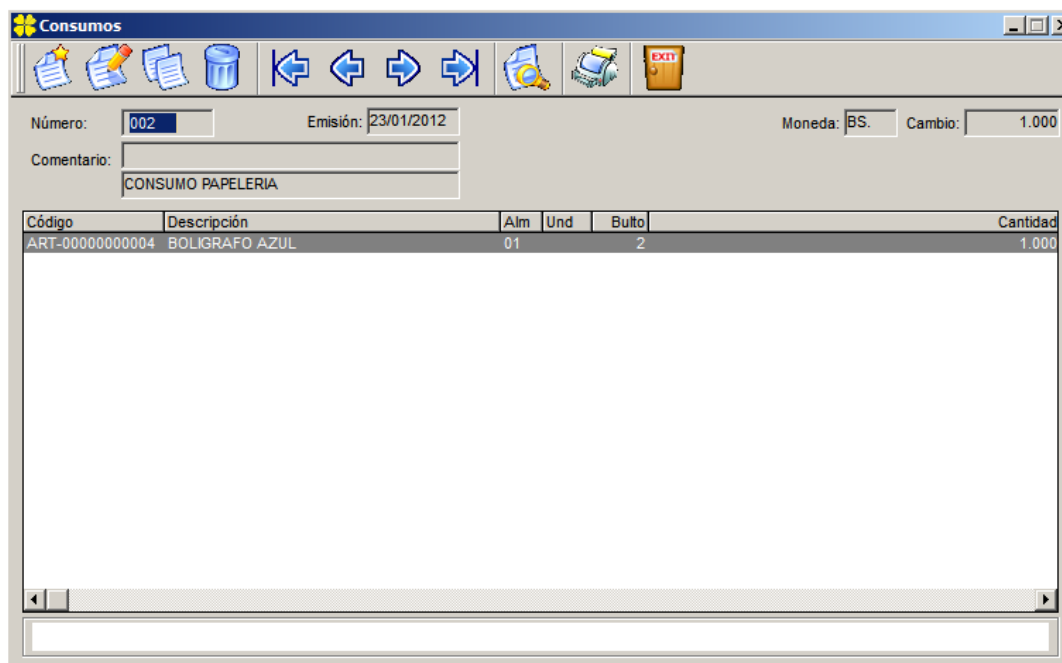 Consumos
EXIT
Número: 002 Emisión: 23/01/2012 Moneda: BS. Cambio: 1.000
Comentario:
CONSUMO PAPELERIA
Código Descripción Alm Und Bulto Cantidad
ART-00000000004 BOLIGRAFO AZUL 01 2 1.000